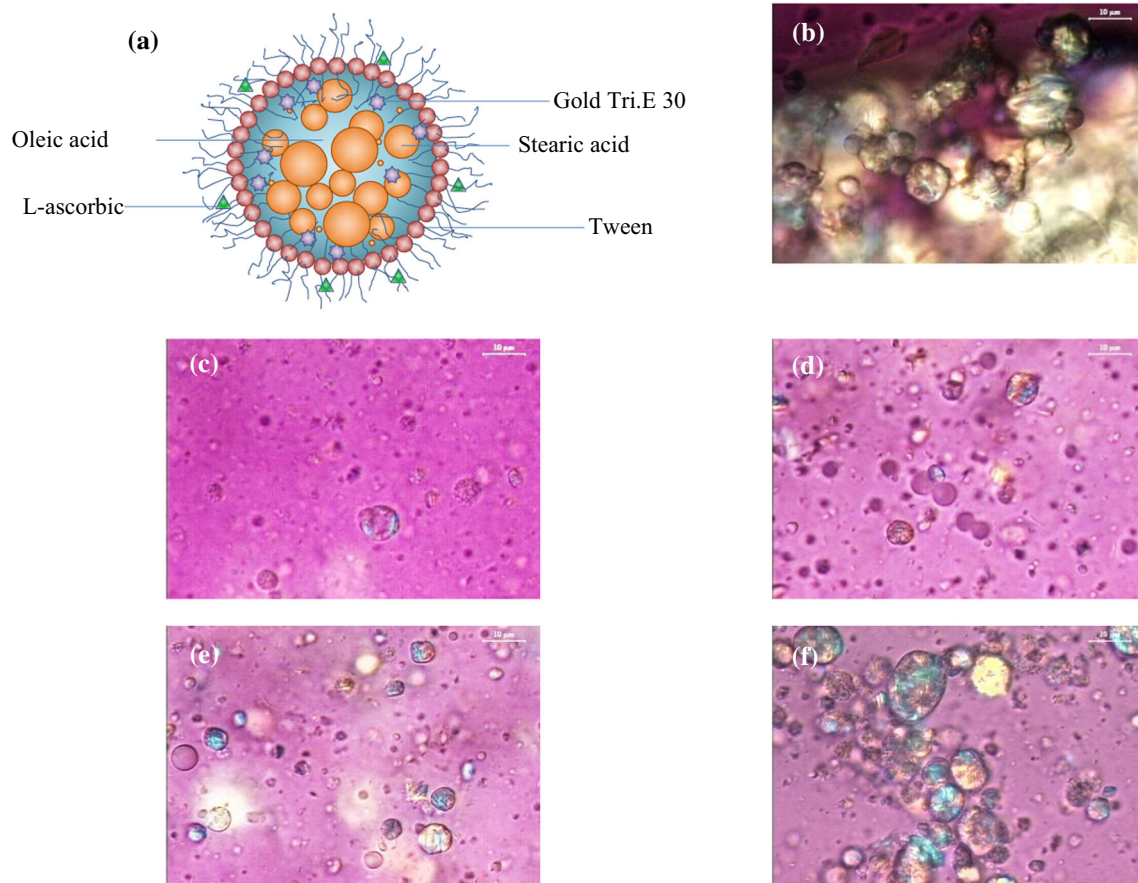 (a)
Gold Tri.E 30
Oleic acid
Stearic acid
L-ascorbic
Tween
(b)
10 µm
(c)
10 µm
(d)
10 µm
(e)
10 µm
(f)
10 µm